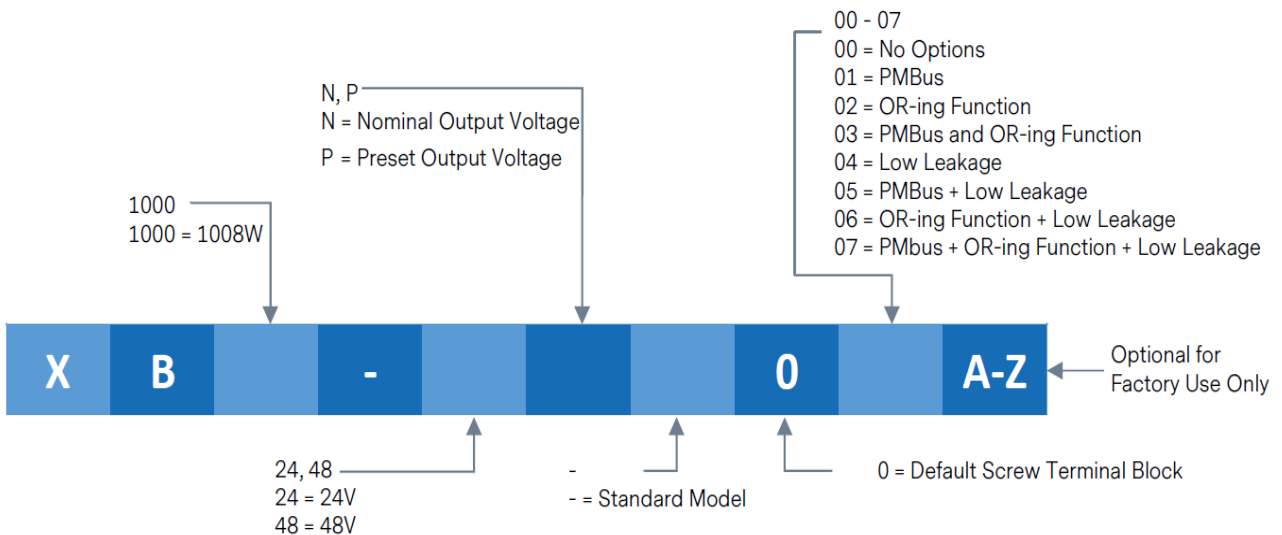 00 - 07
00 = No Options
01 = PMBus
02 = OR-ing Function
03 = PMBus and OR-ing Function
04 = Low Leakage
05 = PMBus + Low Leakage
06 = OR-ing Function + Low Leakage
07 = PMbus + OR-ing Function + Low Leakage
N, P
N = Nominal Output Voltage
P = Preset Output Voltage
1000
1000 = 1008W
X B - 0 A-Z
Optional for
Factory Use Only
24, 48
24 = 24V
48 = 48V
-
- = Standard Model
0 = Default Screw Terminal Block